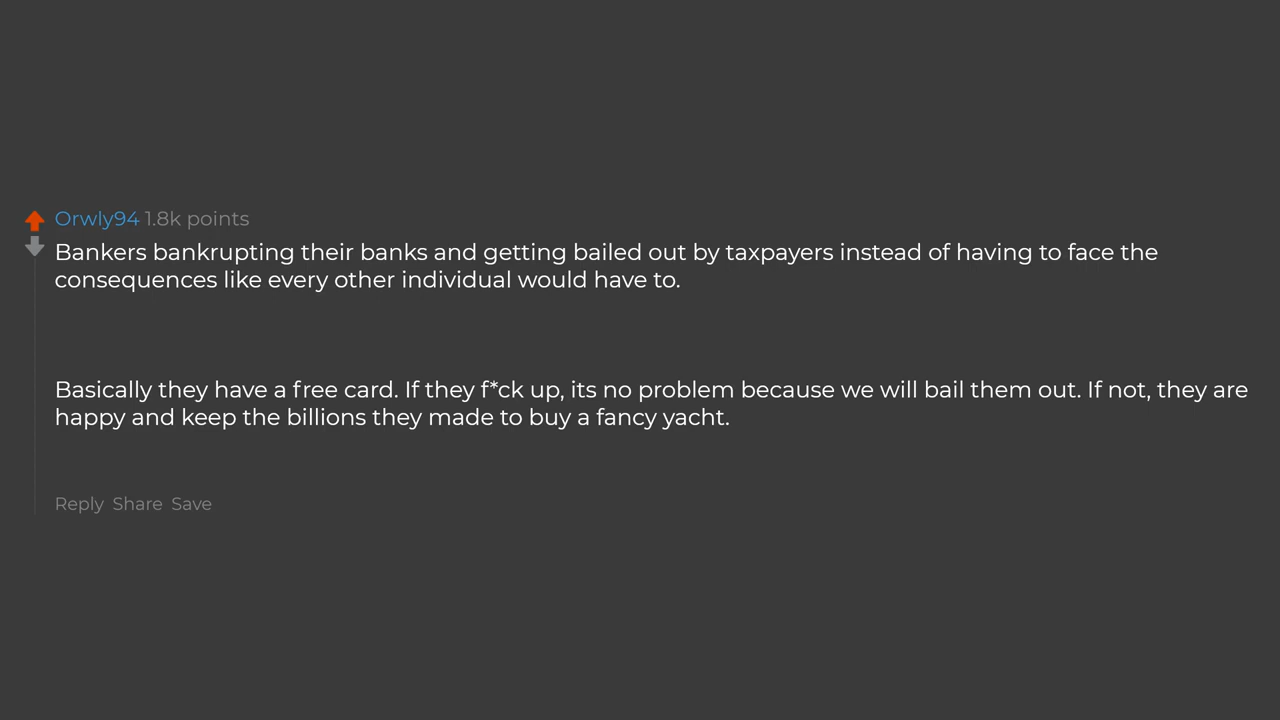 Orwly94 1.8k points
Bankers bankrupting their banks and getting bailed out by taxpayers instead of having to face the
consequences like every other individual would have to.
Basically they have a free card. If they f*ck up, its no problem because we will bail them out. If not, they are
happy and keep the billions they made to buy a fancy yacht.
Reply Share Save